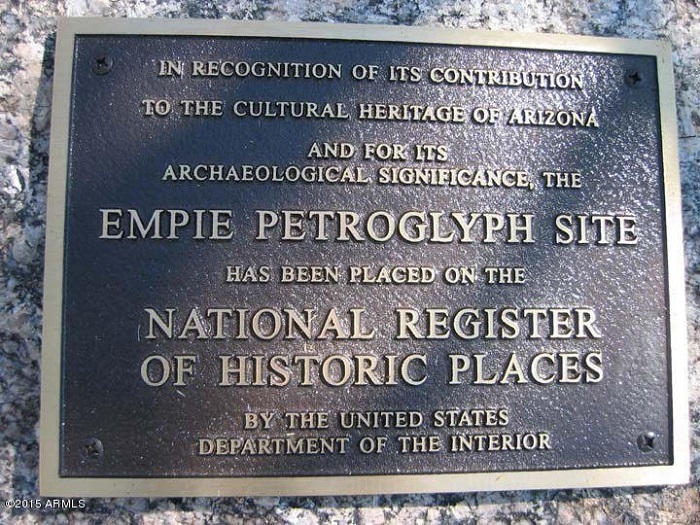 IN RECOGNITION OF ITS CONTRIBUTION
TO THE CULTURAL HERITAGE OF ARIZONA
AND FOR ITS
ARCHAEOLOGICAL SIGNIFICANCE, THE
EMPIE PETROGLYPH SITE
HAS BEEN PLACED ON THE
NATIONAL REGISTER
OF HISTORIC PLACES
BY THE UNITED STATES
DEPARTMENT OF THE INTERIOR
©2015 ARMLS